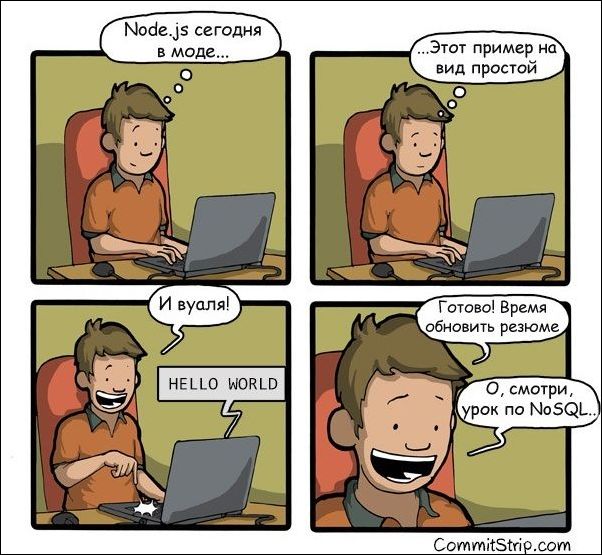 Node.js сегодня
в моде...
...Этот пример на
вид простой
И вуаля!
HELLO WORLD
Готово! Время
обновить резюме
О, смотри,
урок по NoSQL..
CommitStrip.com